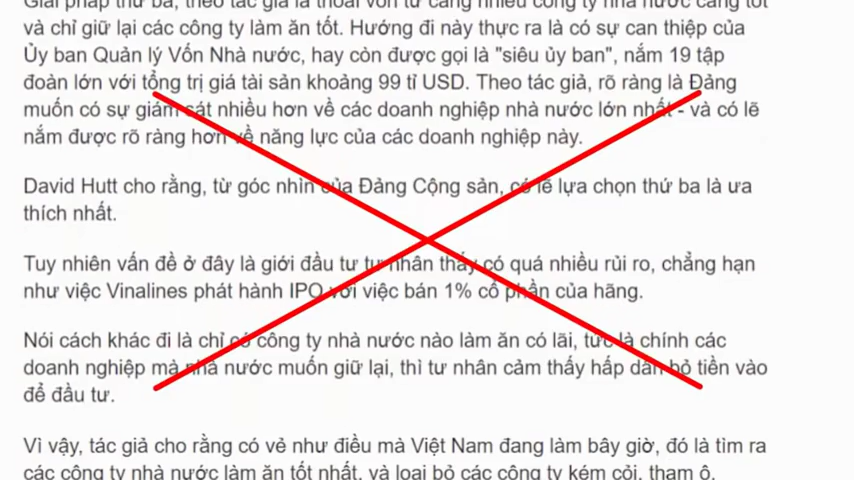 Giải pháp thứ ba, theo tác giả là thoái vốn từ càng nhiều công ty nhà nước càng tốt
và chỉ giữ lại các công ty làm ăn tốt. Hướng đi này thực ra là có sự can thiệp của
Ủy ban Quản lý Vốn Nhà nước, hay còn được gọi là "siêu ủy ban", nắm 19 tập
đoàn lớn với tổng trị giá tài sản khoảng 99 tỉ USD. Theo tác giả, rõ ràng là Đảng
muốn có sự giám sát nhiều hơn về các doanh nghiệp nhà nước lớn nhất - và có lẽ
nắm được rõ ràng hơn về năng lực của các doanh nghiệp này.
David Hutt cho rằng, từ góc nhìn của Đảng Cộng sản, có lẽ lựa chọn thứ ba là ưa
thích nhất.
Tuy nhiên vấn đề ở đây là giới đầu tư tư nhân thấy có quá nhiều rủi ro, chẳng hạn
như việc Vinalines phát hành IPO với việc bán 1% cổ phần của hãng.
Nói cách khác đi là chỉ có công ty nhà nước nào làm ăn có lãi, tức là chính các
doanh nghiệp mà nhà nước muốn giữ lại, thì tư nhân cảm thấy hấp dẫn bỏ tiền vào
để đầu tư.
Vì vậy, tác giả cho rằng có vẻ như điều mà Việt Nam đang làm bây giờ, đó là tìm ra
các công ty nhà nước làm ăn tốt nhất, và loại bỏ các công ty kém cỏi, tham ô.